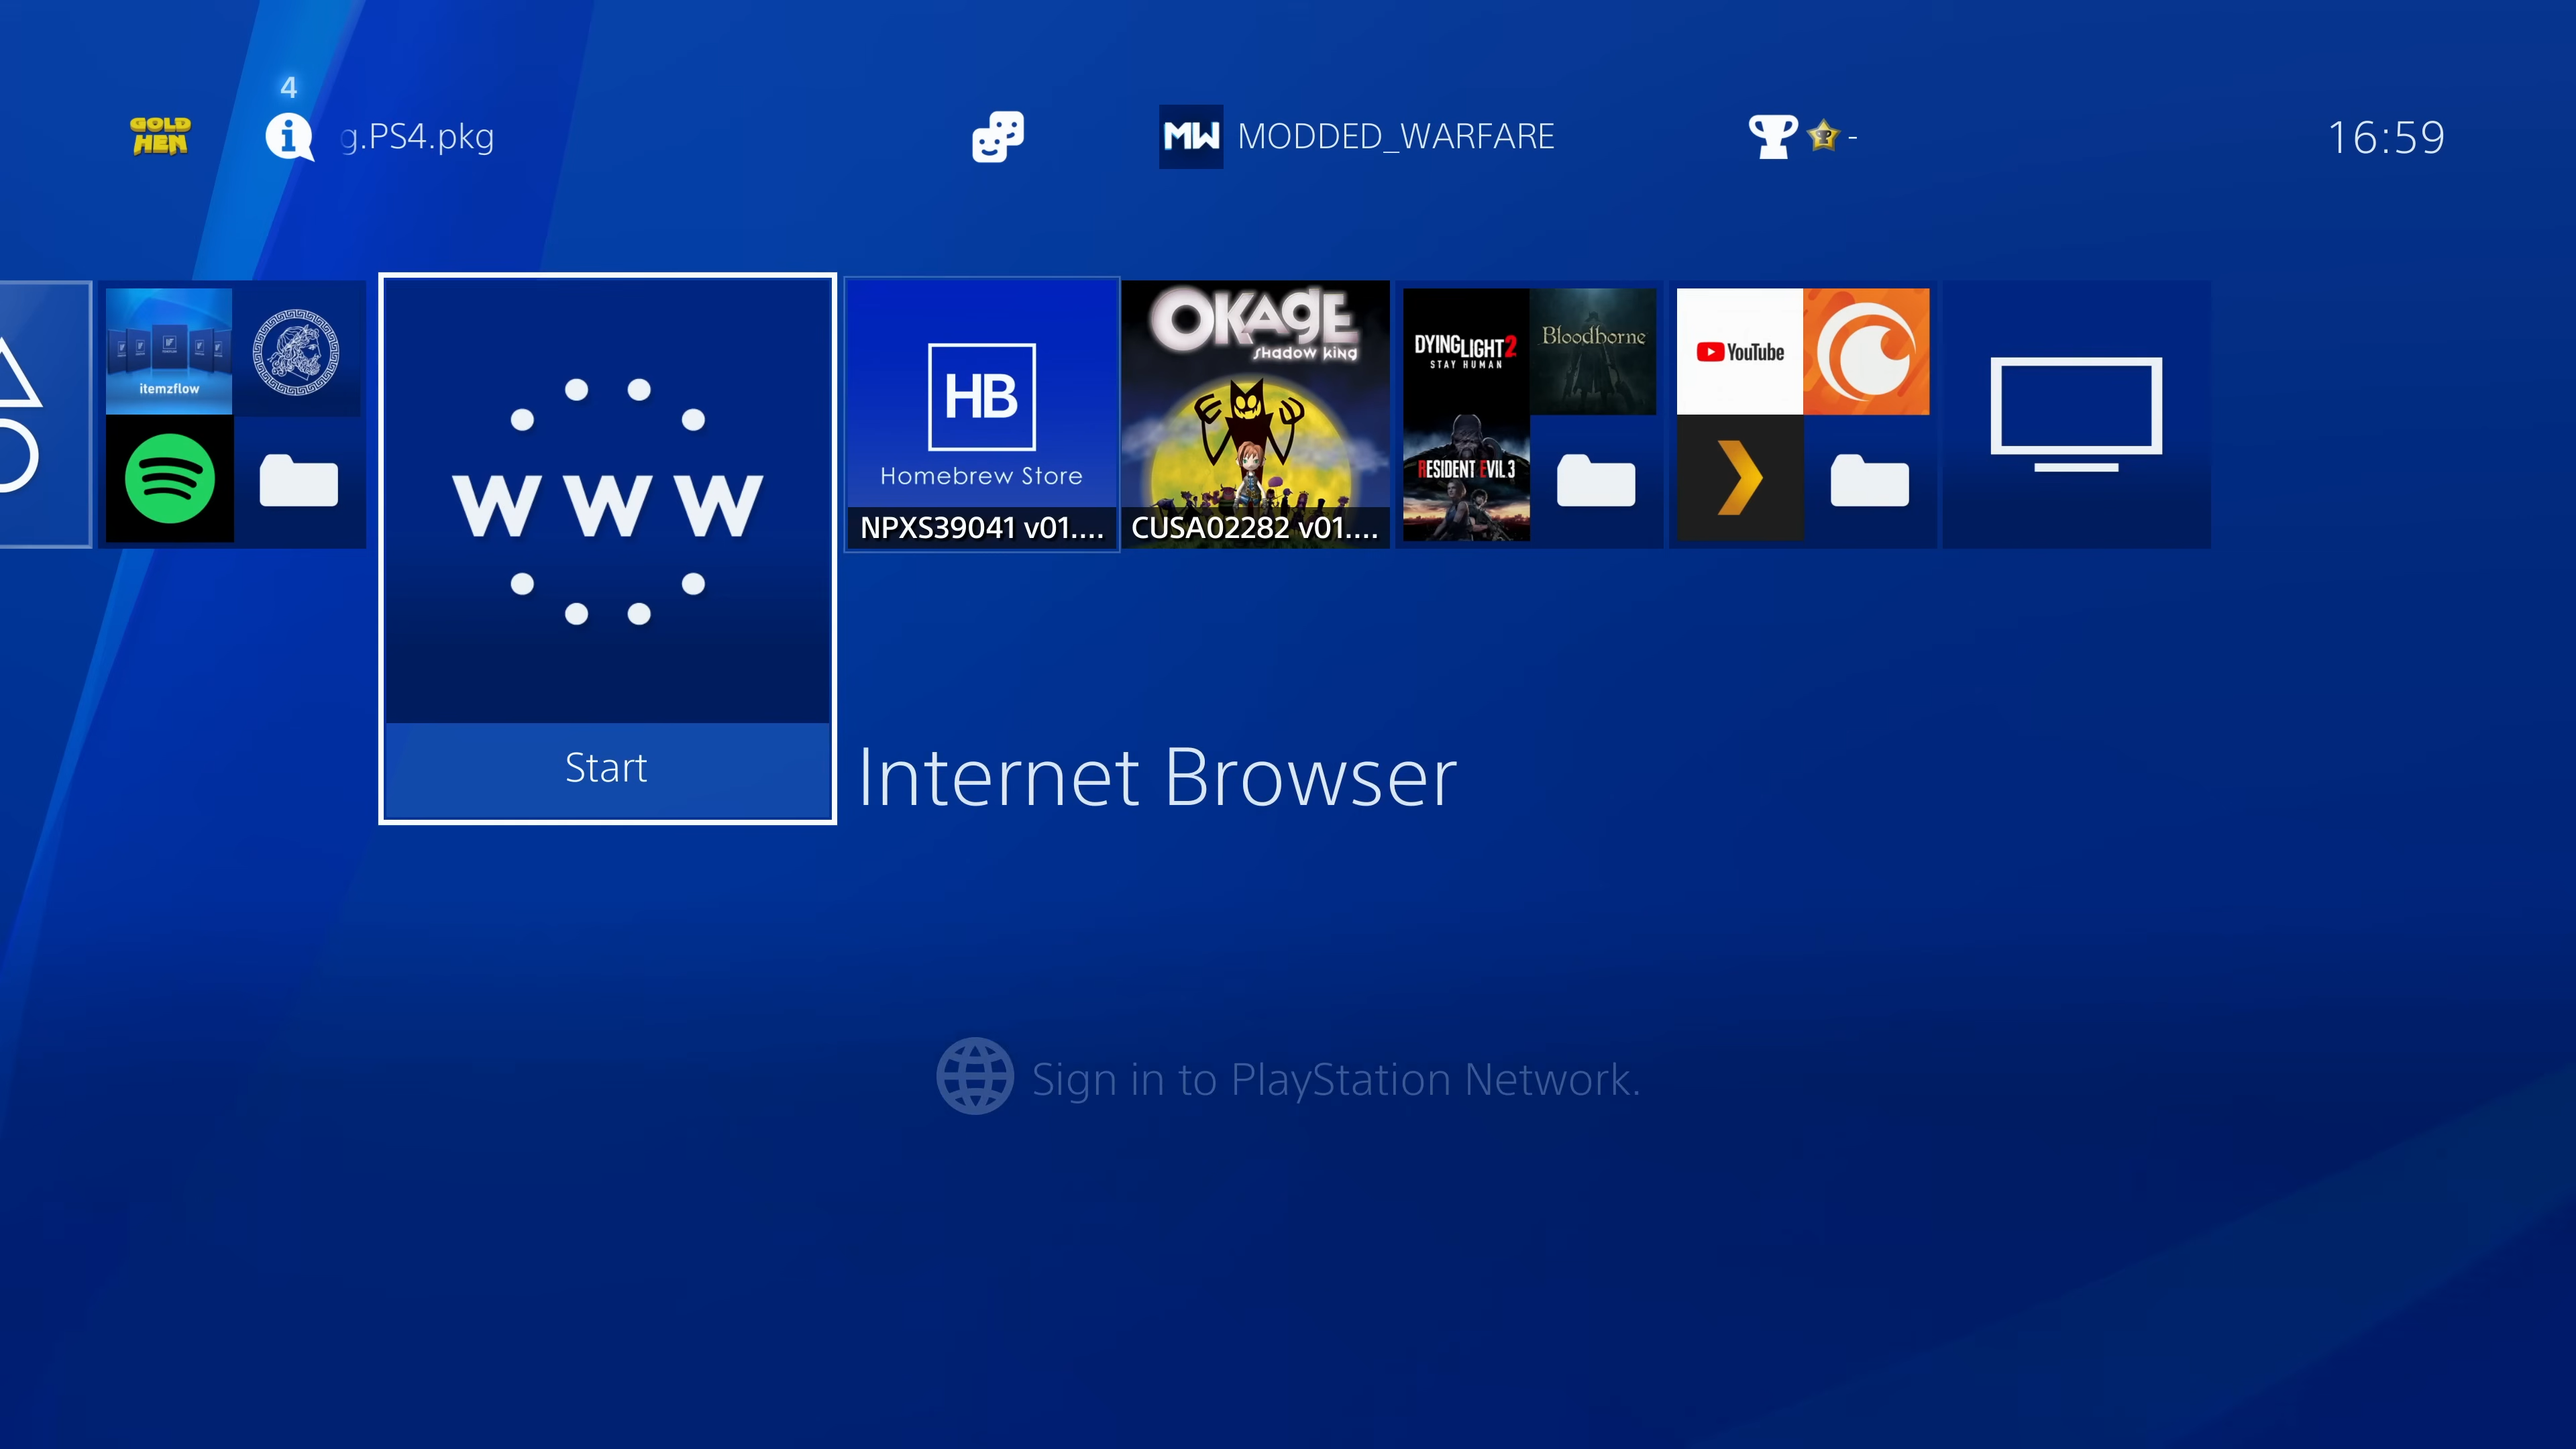 4
GOLD
HEN
g.PS4.pkg
MW MODDED_WARFARE
-
16:59
itemzflow
WWW
HB
Homebrew Store
NPXS39041 v01....
OKAGE
shadow king
CUSA02282 v01....
DYING LIGHT 2
STAY HUMAN
Bloodborne
RESIDENT EVIL 3
YouTube
Start
Internet Browser
Sign in to PlayStation Network.